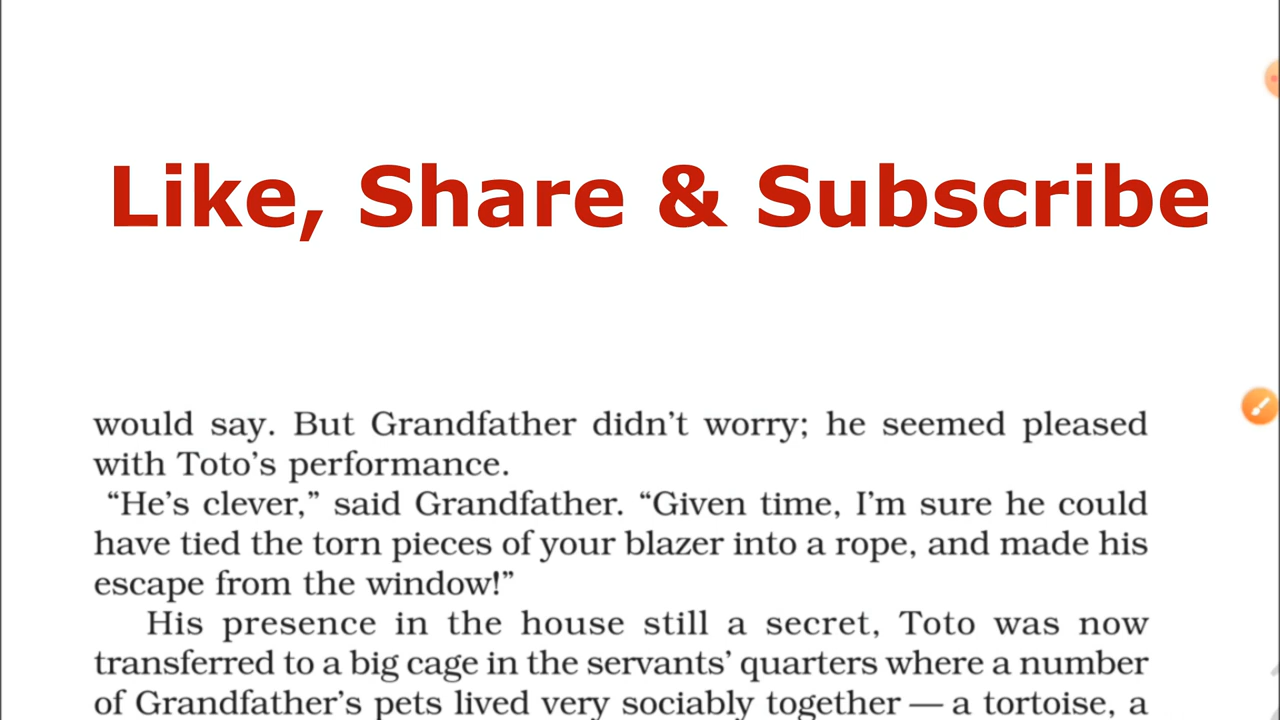 Like, Share & Subscribe
would say. But Grandfather didn’t worry; he seemed pleased
with Toto’s performance.
“He’s clever,” said Grandfather. “Given time, I’m sure he could
have tied the torn pieces of your blazer into a rope, and made his
escape from the window!”
His presence in the house still a secret, Toto was now
transferred to a big cage in the servants’ quarters where a number
of Grandfather’s pets lived very sociably together — a tortoise, a